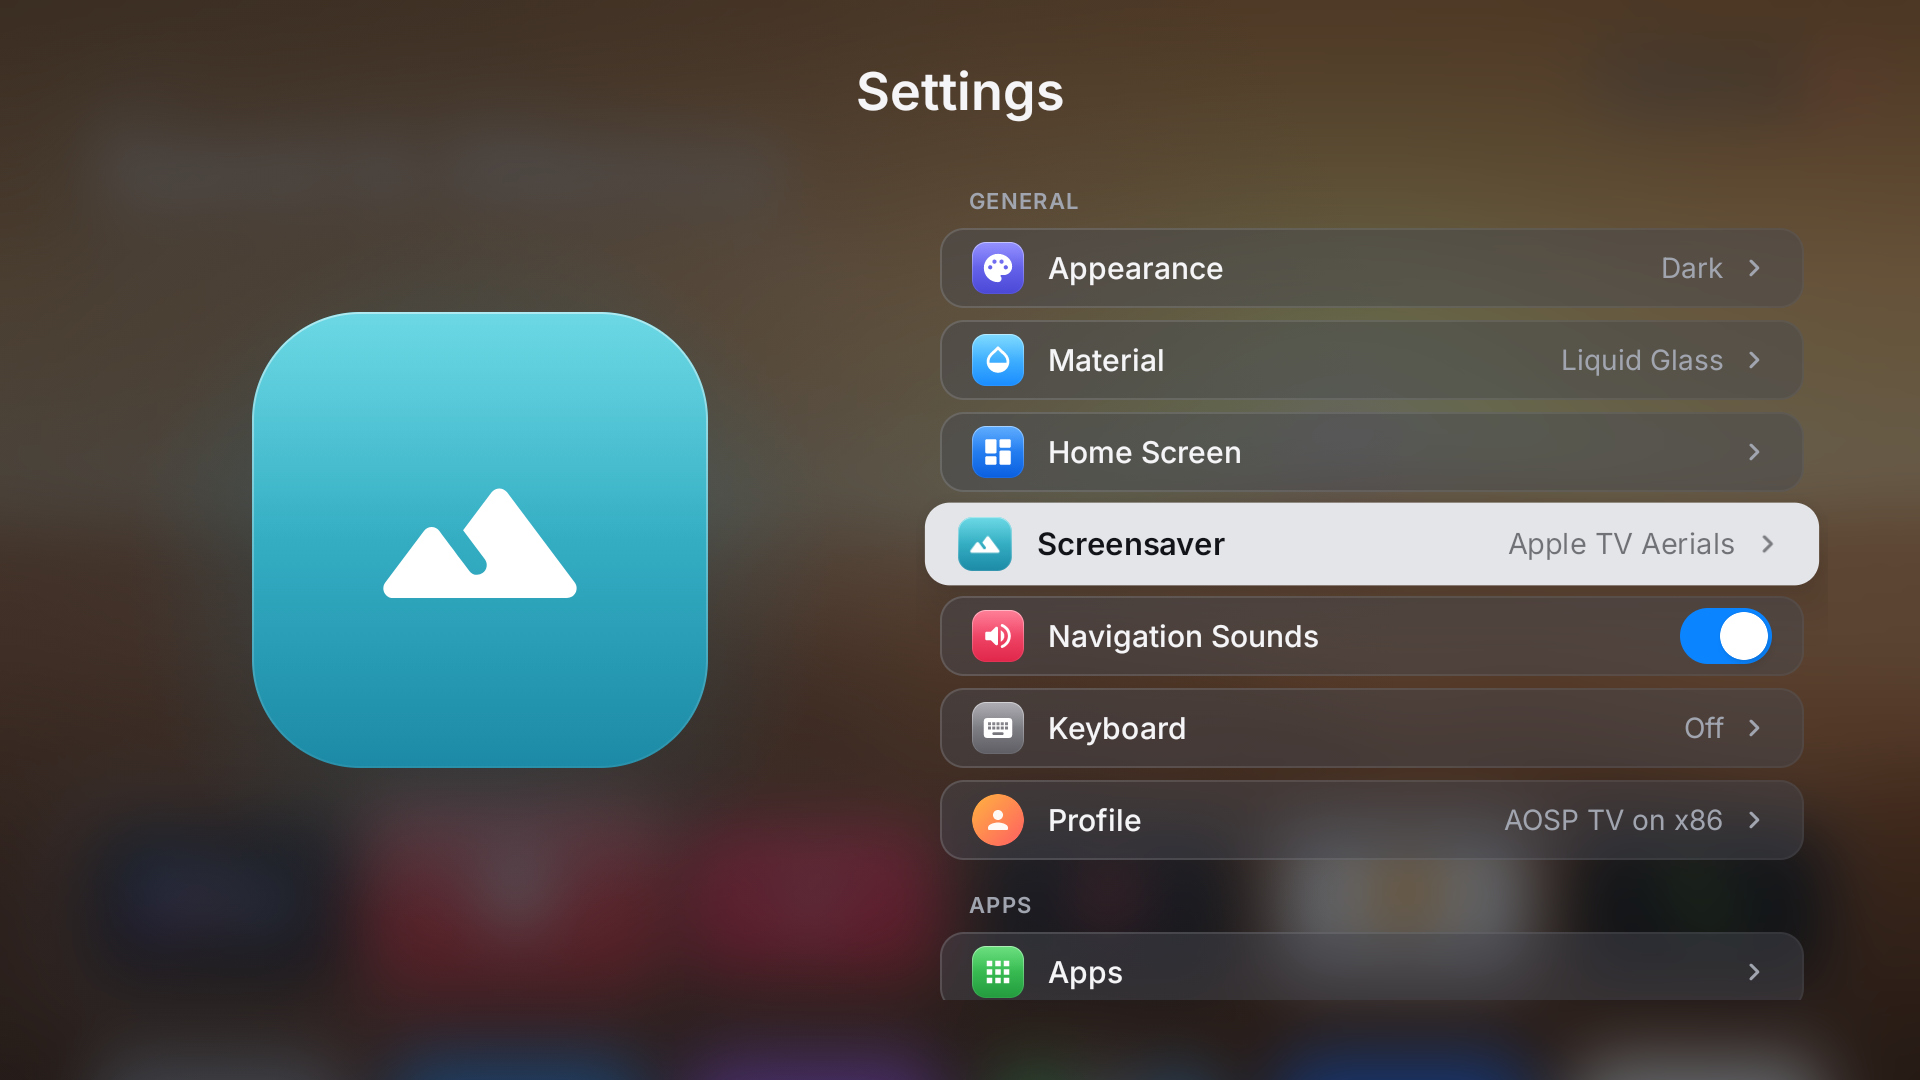 Settings
GENERAL
Appearance Dark
Material Liquid Glass
Home Screen
Screensaver Apple TV Aerials
Navigation Sounds
Keyboard Off
Profile AOSP TV on x86
APPS
Apps